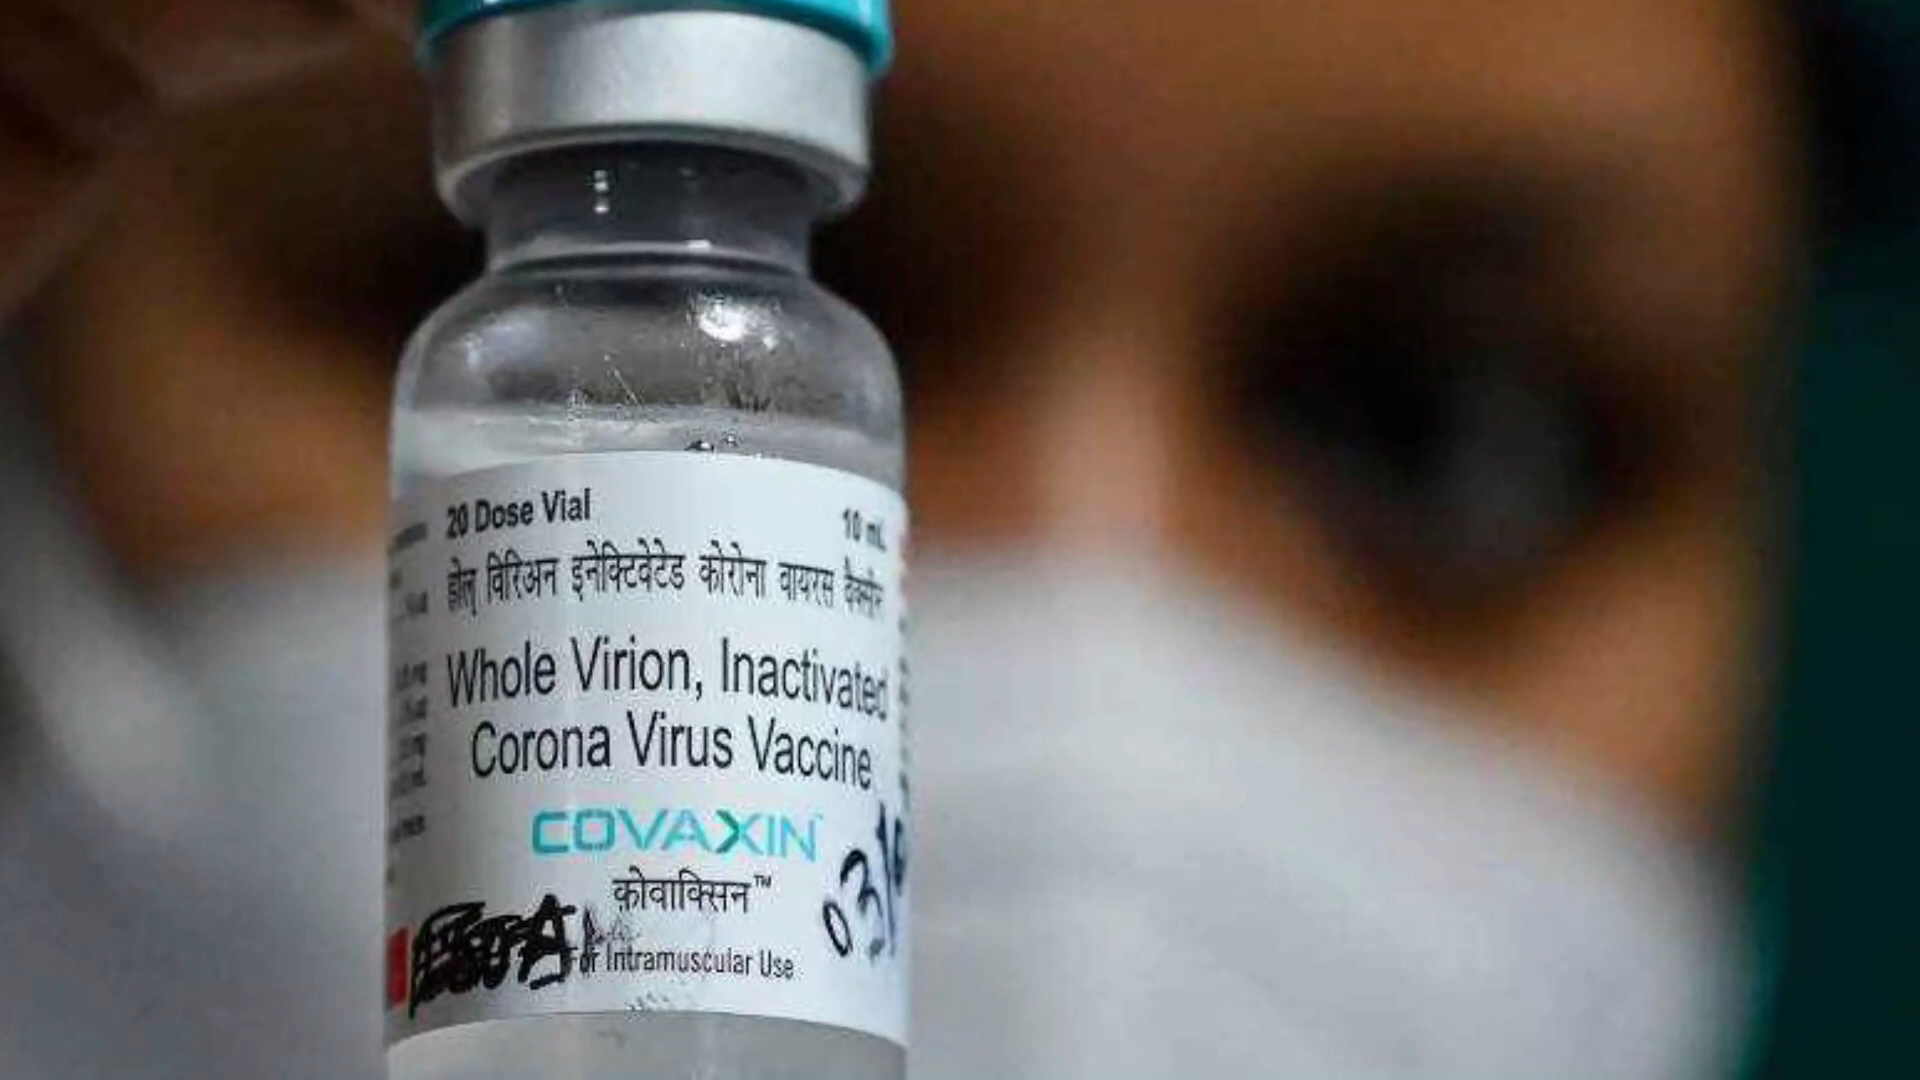 20 Dose Vial 10 mL
होल् विरिअन इनेक्टिवेटेड कोरोना वायरस वैक्सीन
Whole Virion, Inactivated
Corona Virus Vaccine
COVAXIN
कोवाक्सिन™
For Intramuscular Use